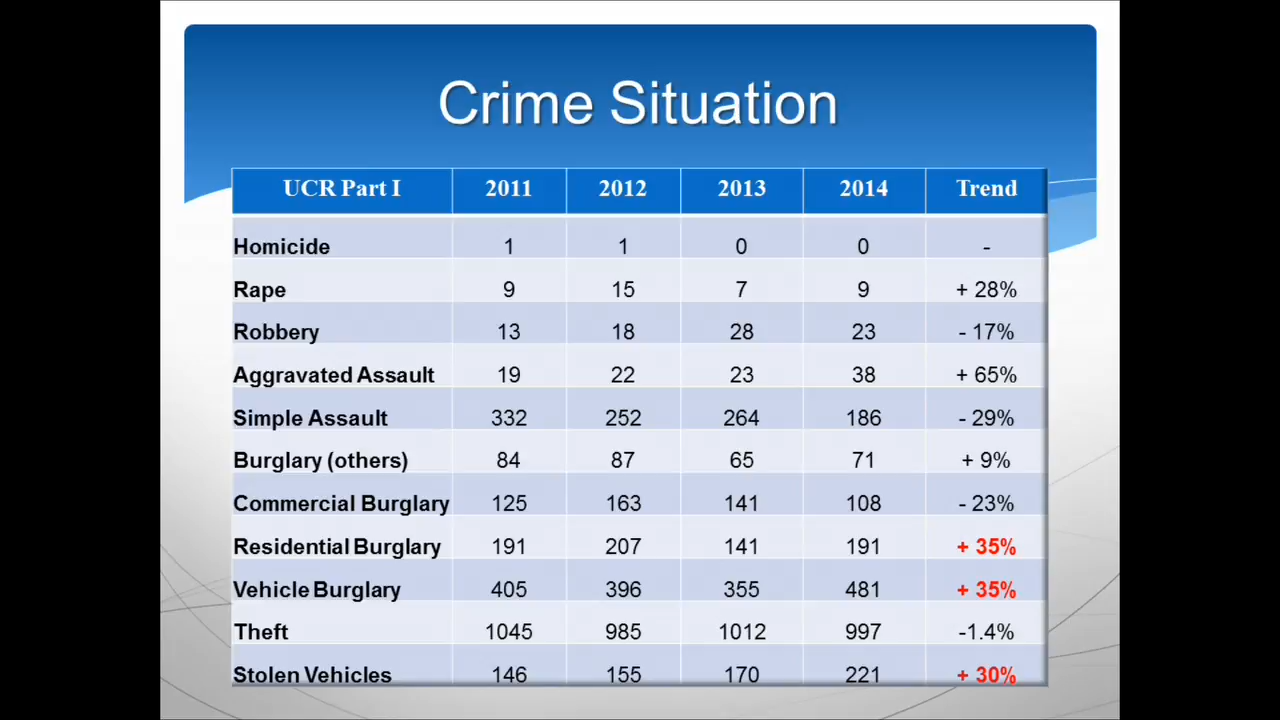 Crime Situation
UCR Part I 2011 2012 2013 2014 Trend
Homicide 1 1 0 0 -
Rape 9 15 7 9 + 28%
Robbery 13 18 28 23 - 17%
Aggravated Assault 19 22 23 38 + 65%
Simple Assault 332 252 264 186 - 29%
Burglary (others) 84 87 65 71 + 9%
Commercial Burglary 125 163 141 108 - 23%
Residential Burglary 191 207 141 191 + 35%
Vehicle Burglary 405 396 355 481 + 35%
Theft 1045 985 1012 997 -1.4%
Stolen Vehicles 146 155 170 221 + 30%